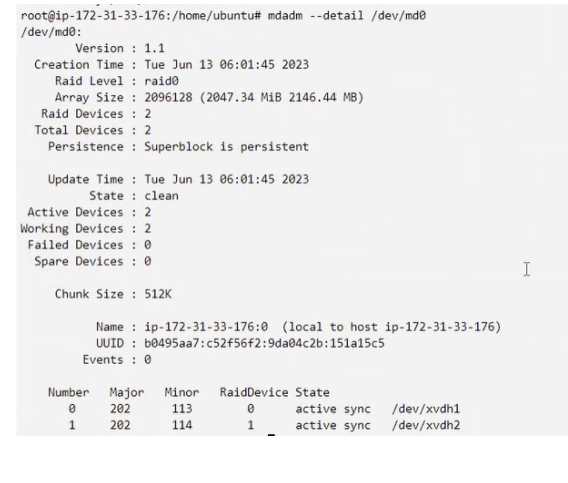 root@ip-172-31-33-176:/home/ubuntu# mdadm --detail /dev/md0
/dev/md0:
Version : 1.1
Creation Time : Tue Jun 13 06:01:45 2023
Raid Level : raid0
Array Size : 2096128 (2047.34 MiB 2146.44 MB)
Raid Devices : 2
Total Devices : 2
Persistence : Superblock is persistent
Update Time : Tue Jun 13 06:01:45 2023
State : clean
Active Devices : 2
Working Devices : 2
Failed Devices : 0
Spare Devices : 0
Chunk Size : 512K
Name : ip-172-31-33-176:0 (local to host ip-172-31-33-176)
UUID : b0495aa7:c52f56f2:9da04c2b:151a15c5
Events : 0
Number Major Minor RaidDevice State
0 202 113 0 active sync /dev/xvdh1
1 202 114 1 active sync /dev/xvdh2